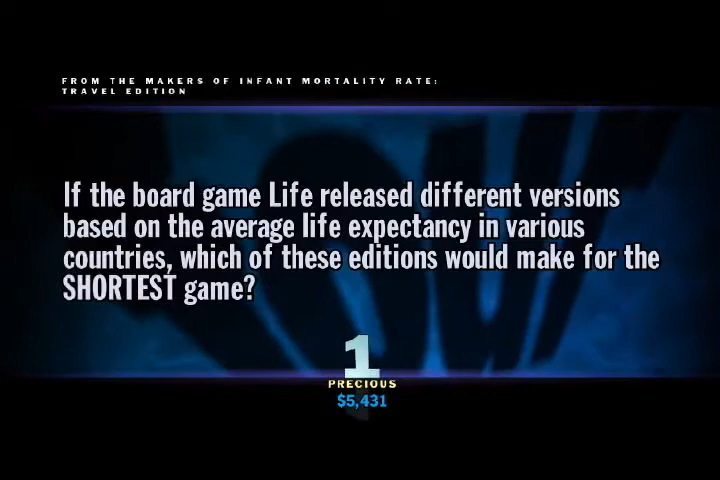 FROM THE MAKERS OF INFANT MORTALITY RATE:
TRAVEL EDITION
If the board game Life released different versions
based on the average life expectancy in various
countries, which of these editions would make for the
SHORTEST game?
1
PRECIOUS
$5,431